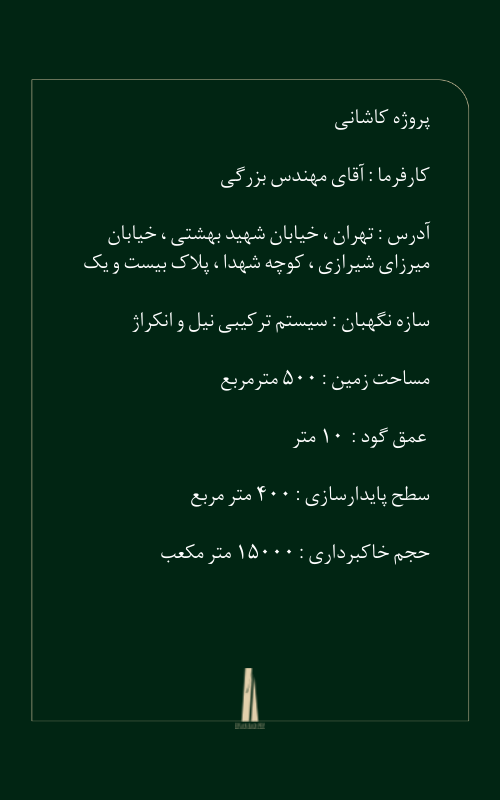 پروژه کاشانی
کارفرما : آقای مهندس بزرگی
آدرس : تهران ، خیابان شهید بهشتی ، خیابان
میرزای شیرازی ، کوچه شهدا ، پلاک بیست و یک
سازه نگهبان : سیستم ترکیبی نیل و انکراژ
مساحت زمین : ۵۰۰ مترمربع
عمق گود : ۱۰ متر
سطح پایدارسازی : ۴۰۰ متر مربع
حجم خاکبرداری : ۱۵۰۰۰ متر مکعب